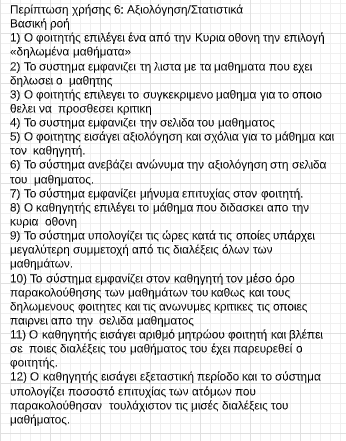 Περίπτωση χρήσης 6: Αξιολόγηση/Στατιστικά
Βασική ροή
1) Ο φοιτητής επιλέγει ένα από την Κυρια οθονη την επιλογή
«δηλωμένα μαθήματα»
2) Το συστημα εμφανιζει τη λιστα με τα μαθηματα που εχει
δηλωσει ο μαθητης
3) Ο φοιτητής επιλεγει το συγκεκριμενο μαθημα για το οποιο
θελει να προσθεσει κριτικη
4) Το συστημα εμφανιζει την σελιδα του μαθηματος
5) Ο φοιτητης εισάγει αξιολόγηση και σχόλια για το μάθημα και
τον καθηγητή.
6) Το σύστημα ανεβάζει ανώνυμα την αξιολόγηση στη σελιδα
του μαθηματος.
7) Το σύστημα εμφανίζει μήνυμα επιτυχίας στον φοιτητή.
8) Ο καθηγητής επιλέγει το μάθημα που διδασκει απο την
κυρια οθονη
9) Το σύστημα υπολογίζει τις ώρες κατά τις οποίες υπάρχει
μεγαλύτερη συμμετοχή από τις διαλέξεις όλων των
μαθημάτων.
10) Το σύστημα εμφανίζει στον καθηγητή τον μέσο όρο
παρακολούθησης των μαθημάτων του καθως και τους
δηλωμενους φοιτητες και τις ανωνυμες κριτικες τις οποιες
παιρνει απο την σελιδα μαθηματος
11) Ο καθηγητής εισάγει αριθμό μητρώου φοιτητή και βλέπει
σε ποιες διαλέξεις του μαθήματος του έχει παρευρεθεί ο
φοιτητής.
12) Ο καθηγητής εισάγει εξεταστική περίοδο και το σύστημα
υπολογίζει ποσοστό επιτυχίας των ατόμων που
παρακολούθησαν τουλάχιστον τις μισές διαλέξεις του
μαθήματος.